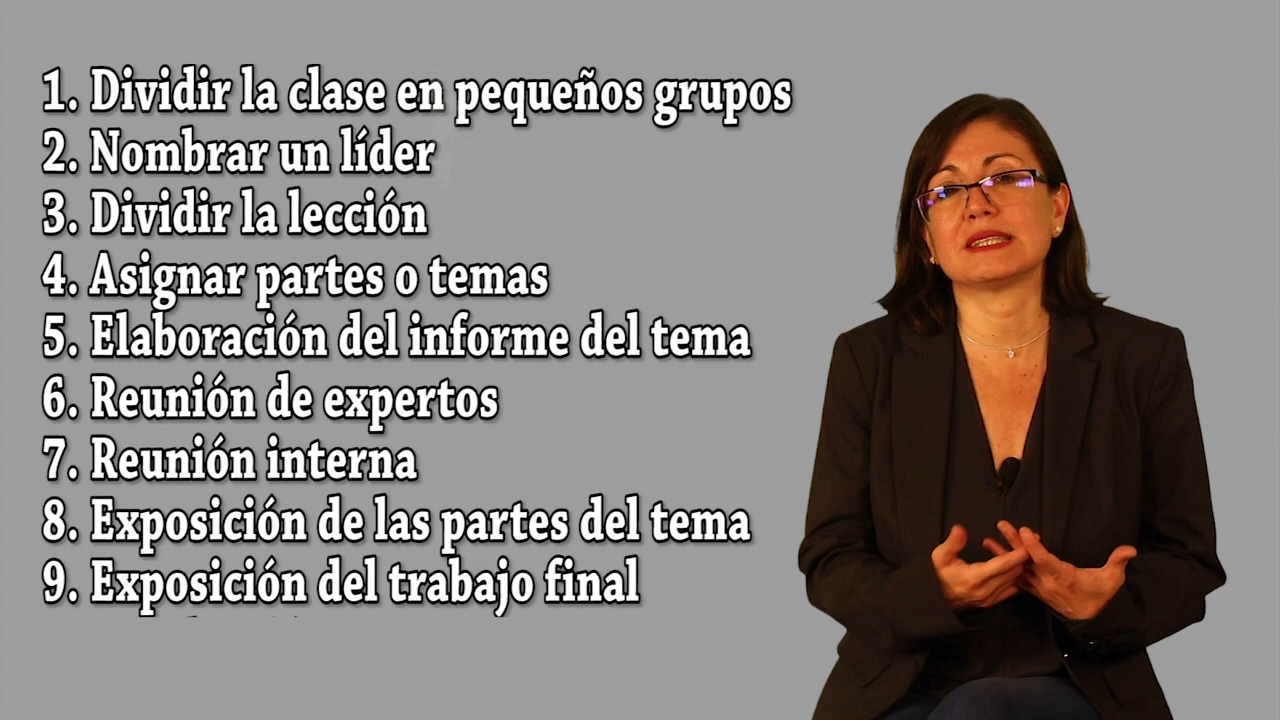 1. Dividir la clase en pequeños grupos
2. Nombrar un líder
3. Dividir la lección
4. Asignar partes o temas
5. Elaboración del informe del tema
6. Reunión de expertos
7. Reunión interna
8. Exposición de las partes del tema
9. Exposición del trabajo final